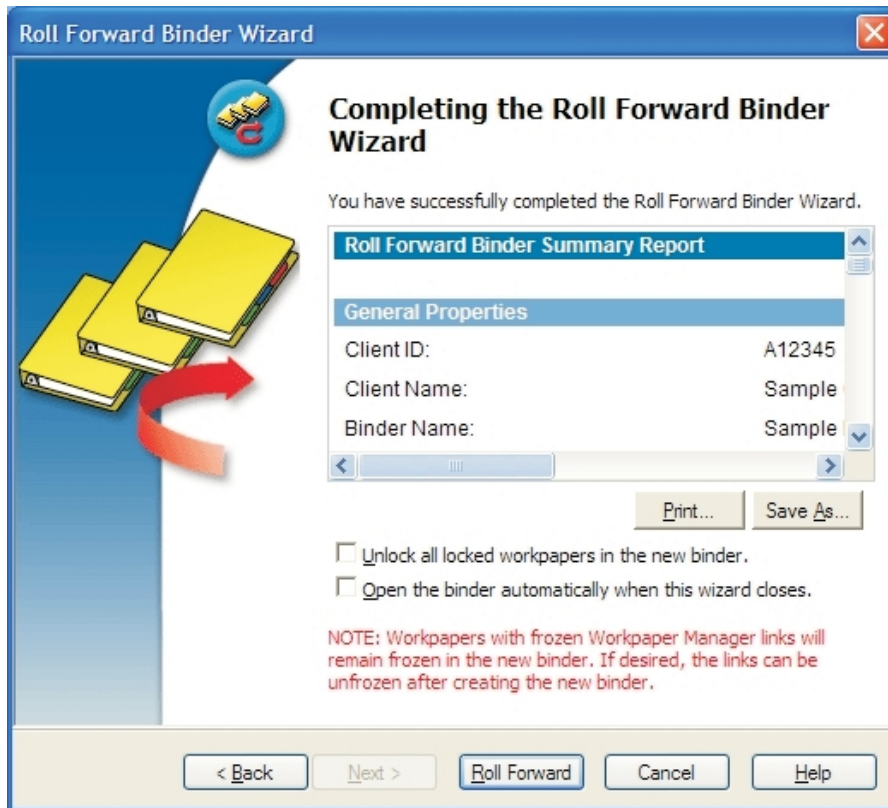 Roll Forward Binder Wizard
Completing the Roll Forward Binder
Wizard
You have successfully completed the Roll Forward Binder Wizard.
Roll Forward Binder Summary Report
General Properties
Client ID: A12345
Client Name: Sample
Binder Name: Sample
Print... Save As...
Unlock all locked workpapers in the new binder.
Open the binder automatically when this wizard closes.
NOTE: Workpapers with frozen Workpaper Manager links will
remain frozen in the new binder. If desired, the links can be
unfrozen after creating the new binder.
< Back Next > Roll Forward Cancel Help